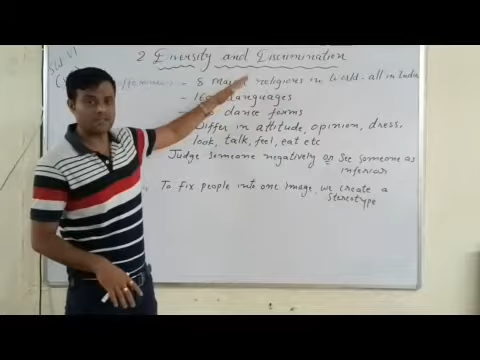 Std VI
2 Diversity and Discrimination
8 major religions in World - all in India
languages
dance forms
- Differ in attitude, opinion, dress,
look, talk, feel, eat etc
Judge someone negatively or See someone as
inferior
To fix people into one image, we create a
stereotype